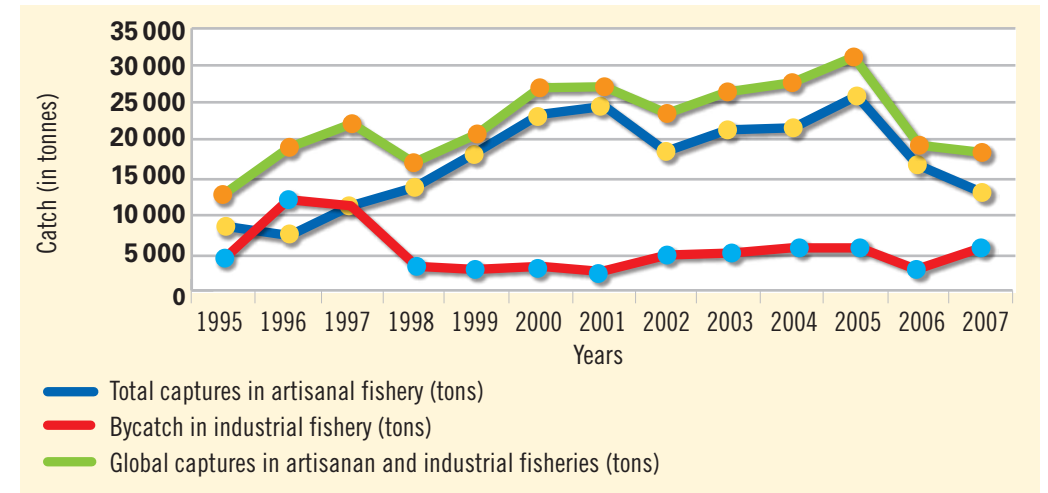 35 000
30 000
25 000
20 000
15 000
10 000
5 000
0
Catch (in tonnes)
1995 1996 1997 1998 1999 2000 2001 2002 2003 2004 2005 2006 2007
Years
Total captures in artisanal fishery (tons)
Bycatch in industrial fishery (tons)
Global captures in artisanan and industrial fisheries (tons)